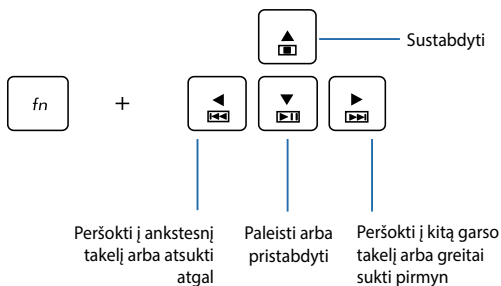 Sustabdyti
fn
+
Peršokti į ankstesnį
takelį arba atsukti
atgal
Paleisti arba
pristabdyti
Peršokti į kitą garso
takelį arba greitai
sukti pirmyn